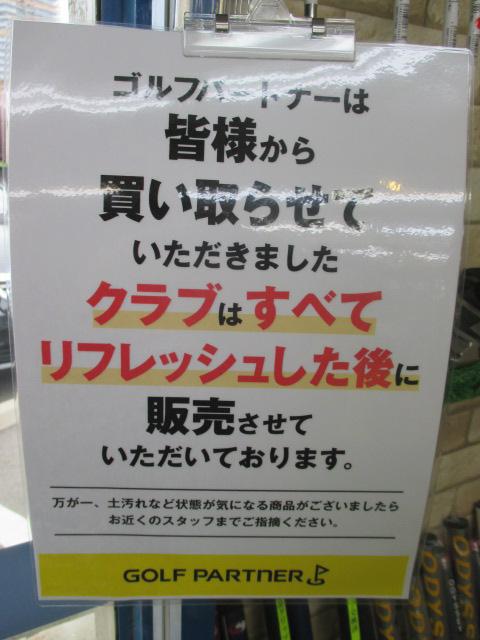 ゴルフパートナーは
皆様から
買い取らせて
いただきました
クラブはすべて
リフレッシュした後に
販売させて
いただいております。
万が一、土汚れなど状態が気になる商品がございましたら
お近くのスタッフまでご指摘ください。
GOLF PARTNER
ODYSS